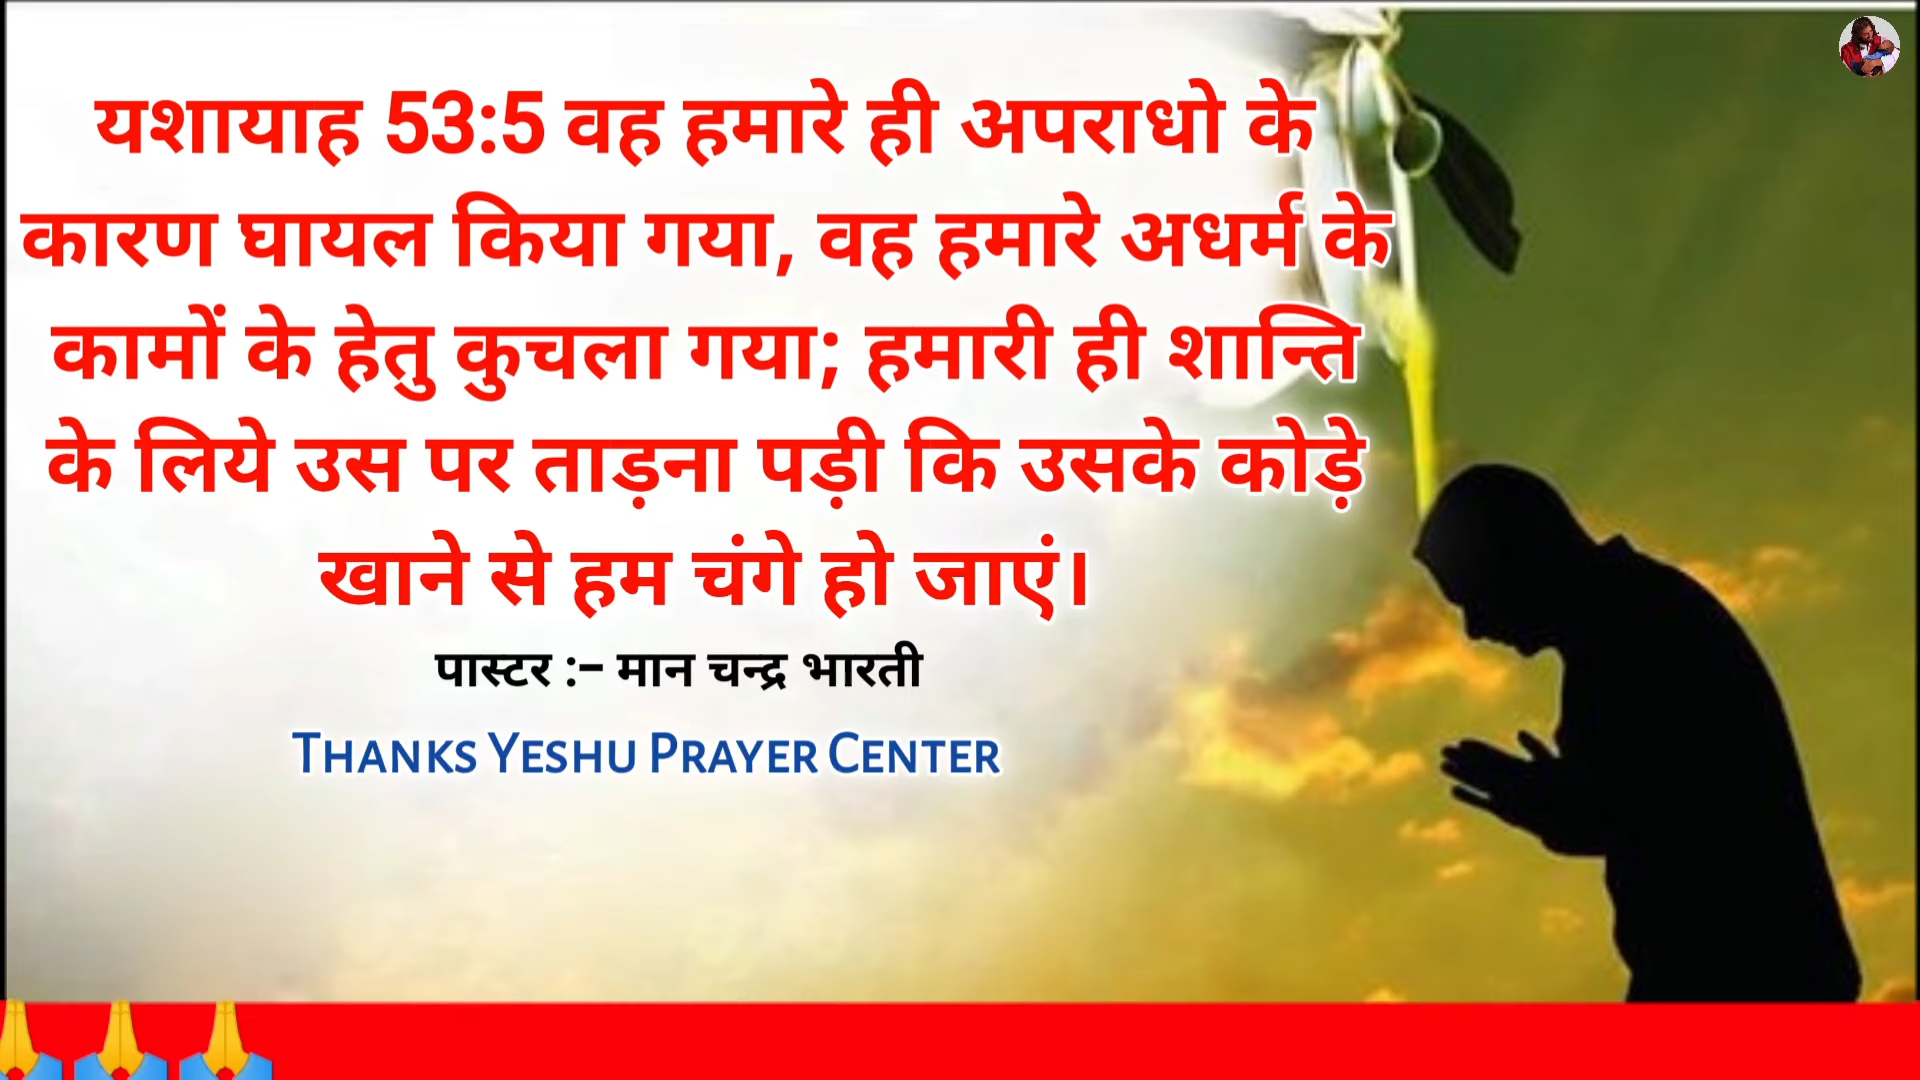 यशायाह 53:5 वह हमारे ही अपराधो के
कारण घायल किया गया, वह हमारे अधर्म के
कामों के हेतु कुचला गया; हमारी ही शान्ति
के लिये उस पर ताड़ना पड़ी कि उसके कोड़े
खाने से हम चंगे हो जाएं।
पास्टर :- मान चन्द्र भारती
Thanks Yeshu Prayer Center